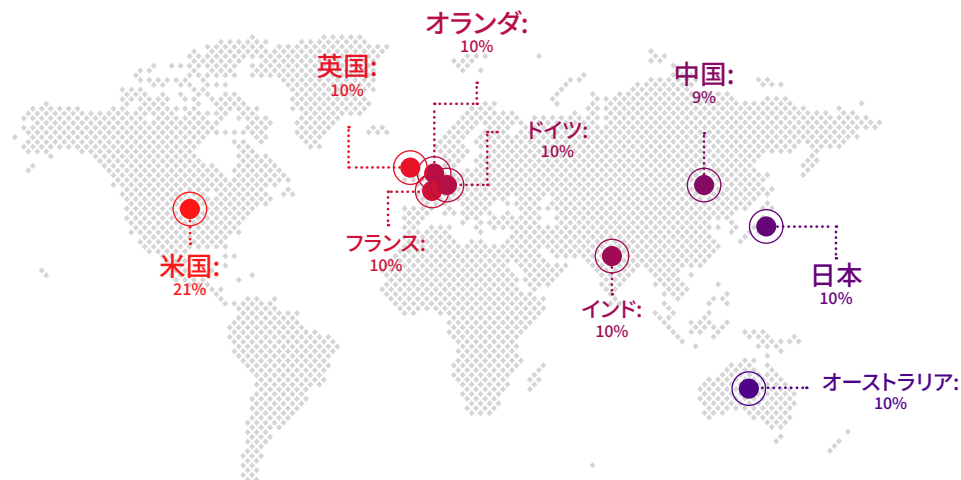 オランダ:
10%
英国:
10%
中国:
9%
ドイツ:
10%
フランス:
10%
米国:
21%
日本
10%
インド:
10%
オーストラリア:
10%